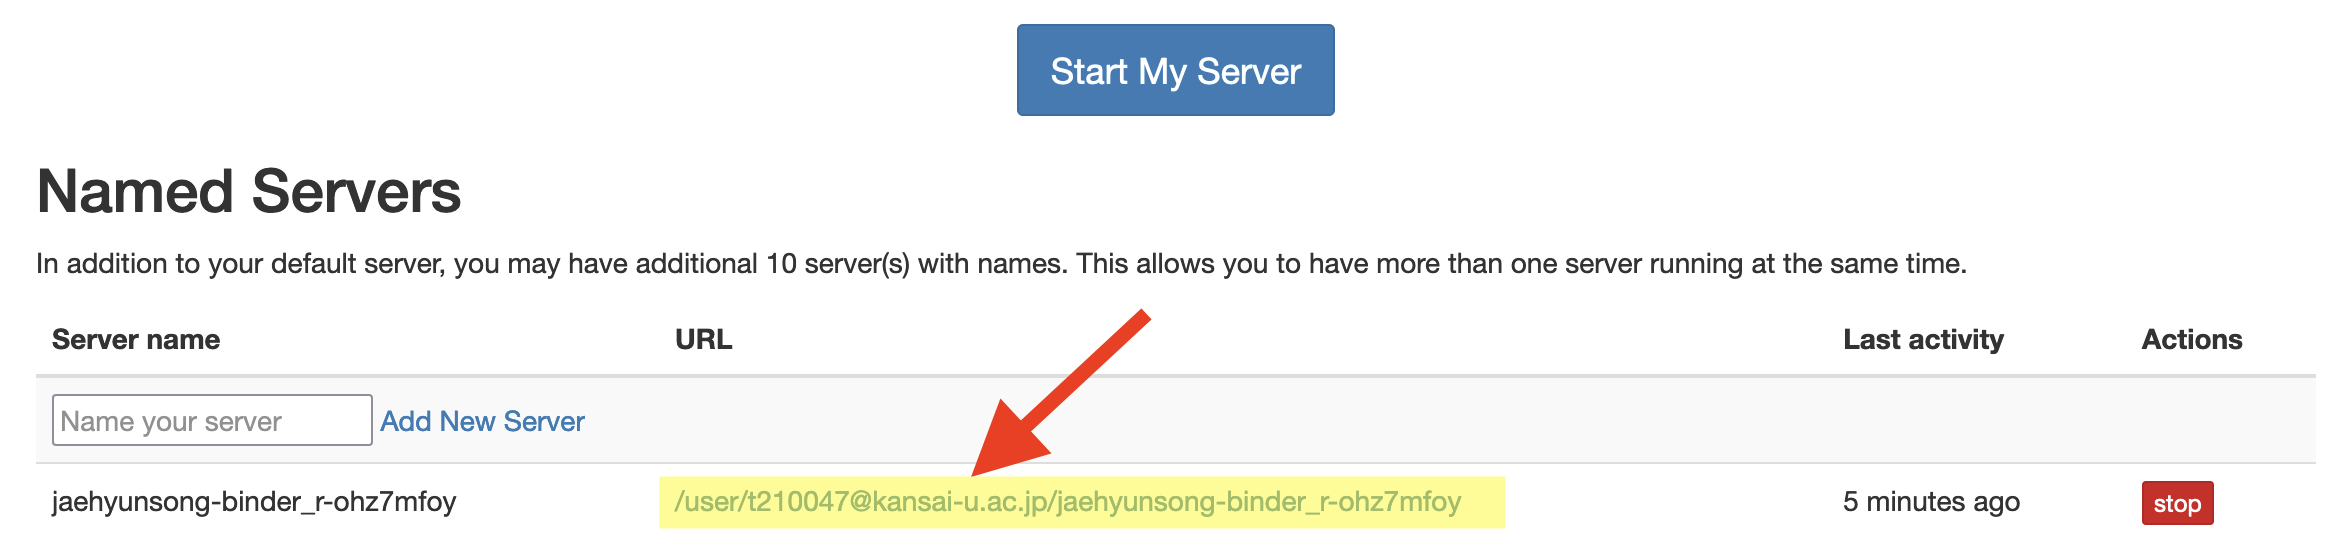 Start My Server
Named Servers
In addition to your default server, you may have additional 10 server(s) with names. This allows you to have more than one server running at the same time.
Server name URL Last activity Actions
Name your server Add New Server
jaehyunsong-binder_r-ohz7mfoy /user/t210047@kansai-u.ac.jp/jaehyunsong-binder_r-ohz7mfoy 5 minutes ago stop